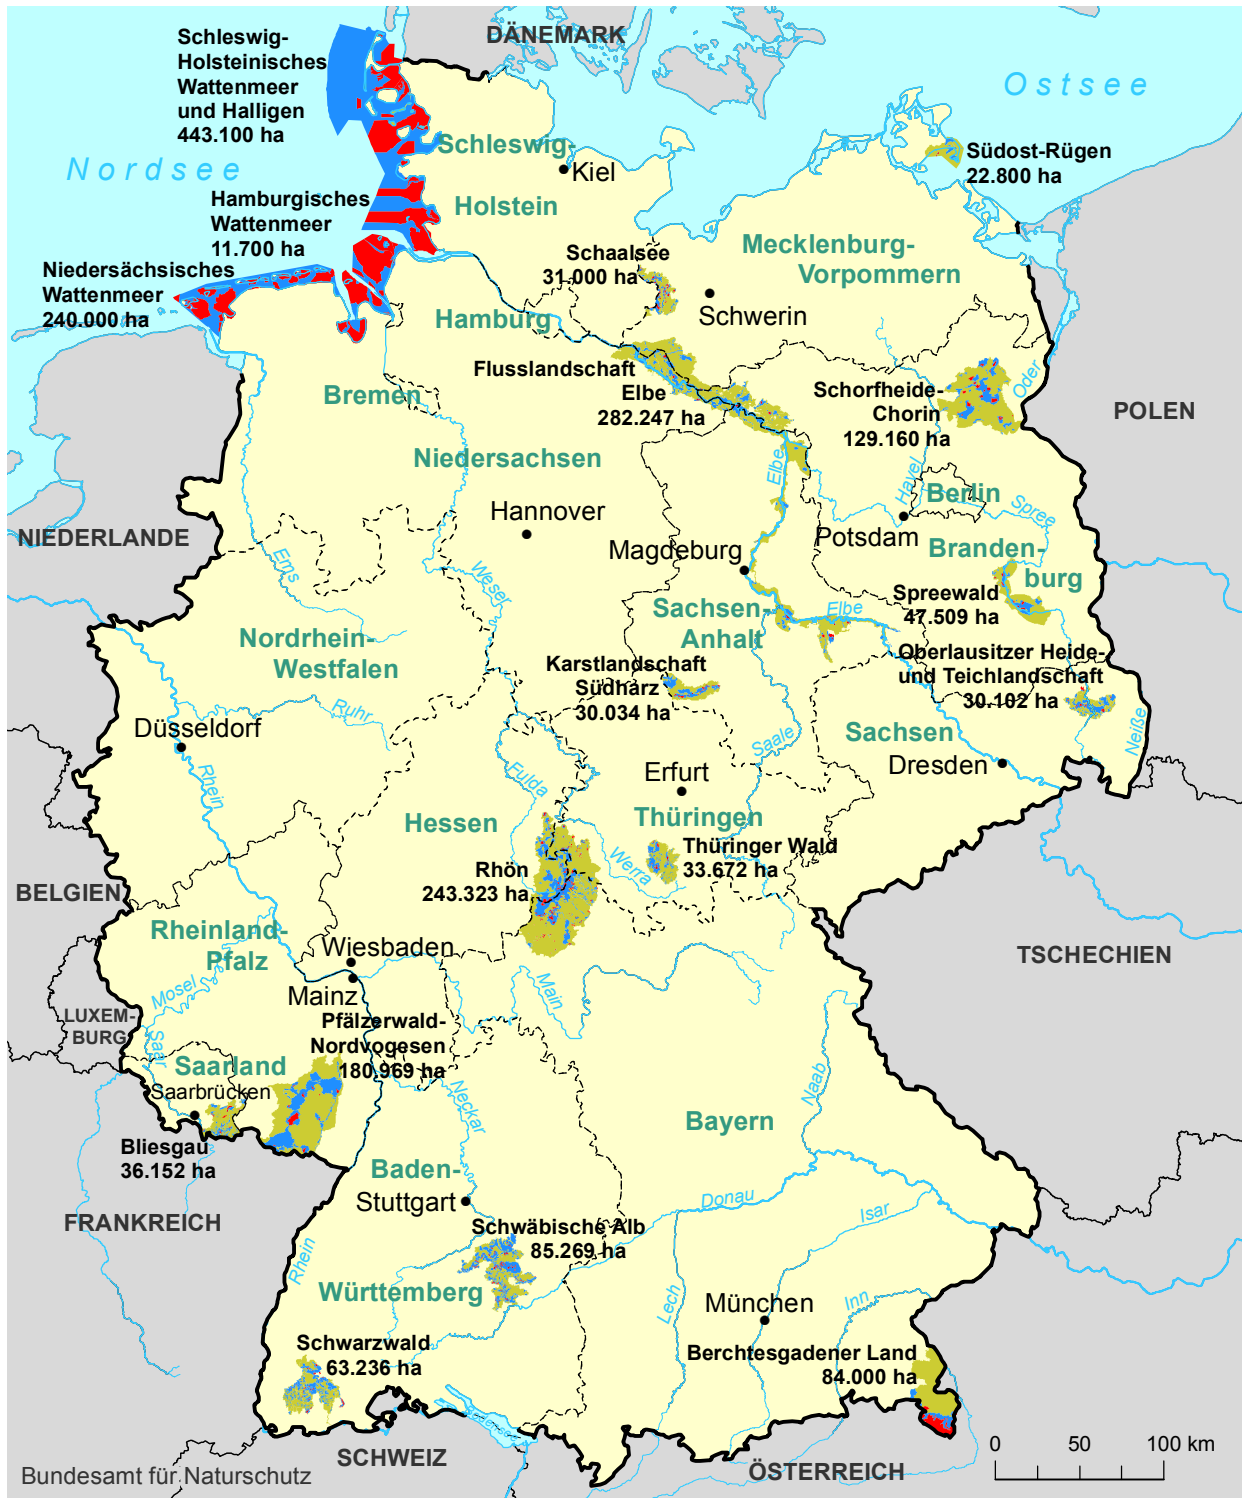 DÄNEMARK
Schleswig-
Holsteinisches
Wattenmeer
und Halligen
443.100 ha
Ostsee
Nordsee
Schleswig-
Holstein
Kiel
Südost-Rügen
22.800 ha
Hamburgisches
Wattenmeer
11.700 ha
Niedersächsisches
Wattenmeer
240.000 ha
Schaalsee
31.000 ha
Mecklenburg-
Vorpommern
Schwerin
Hamburg
Flusslandschaft
Elbe
282.247 ha
Schorfheide-
Chorin
129.160 ha
Oder
POLEN
Bremen
Niedersachsen
Hannover
Elbe
Havel
Berlin
Spree
Potsdam
Branden-
burg
NIEDERLANDE
Ems
Weser
Magdeburg
Sachsen-
Anhalt
Elbe
Spreewald
47.509 ha
Nordrhein-
Westfalen
Karstlandschaft
Südharz
30.034 ha
Oberlausitzer Heide-
und Teichlandschaft
30.102 ha
Ruhr
Düsseldorf
Rhein
Saale
Sachsen
Dresden
Neiße
Fulda
Erfurt
Thüringen
Hessen
Werra
Thüringer Wald
33.672 ha
Rhön
243.323 ha
BELGIEN
Rheinland-
Pfalz
Wiesbaden
Mainz
Main
Mosel
TSCHECHIEN
LUXEM-
BURG
Saar
Saarland
Saarbrücken
Pfälzerwald-
Nordvogesen
180.969 ha
Neckar
Naab
Bayern
Bliesgau
36.152 ha
Baden-
Stuttgart
Donau
Isar
FRANKREICH
Rhein
Schwäbische Alb
85.269 ha
Württemberg
Lech
München
Inn
Schwarzwald
63.236 ha
Berchtesgadener Land
84.000 ha
SCHWEIZ
ÖSTERREICH
0 50 100 km
Bundesamt für Naturschutz